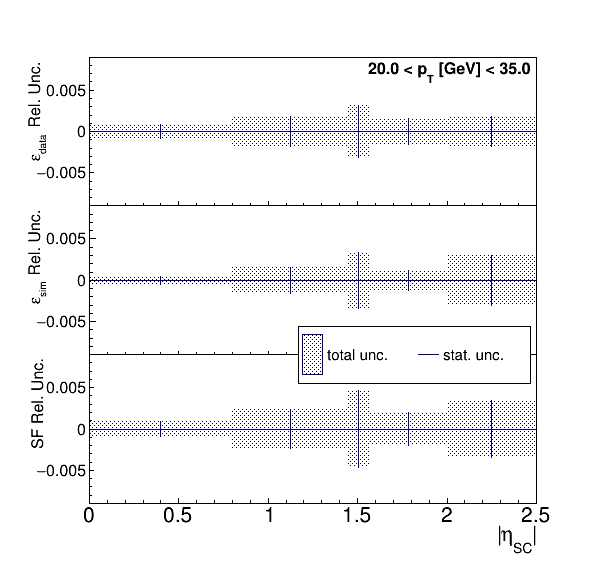 20.0 < p_T [GeV] < 35.0
ε_data Rel. Unc.
0.005
0
−0.005
ε_sim Rel. Unc.
0.005
0
−0.005
total unc.
stat. unc.
SF Rel. Unc.
0.005
0
−0.005
0 0.5 1 1.5 2 2.5
|η_SC|